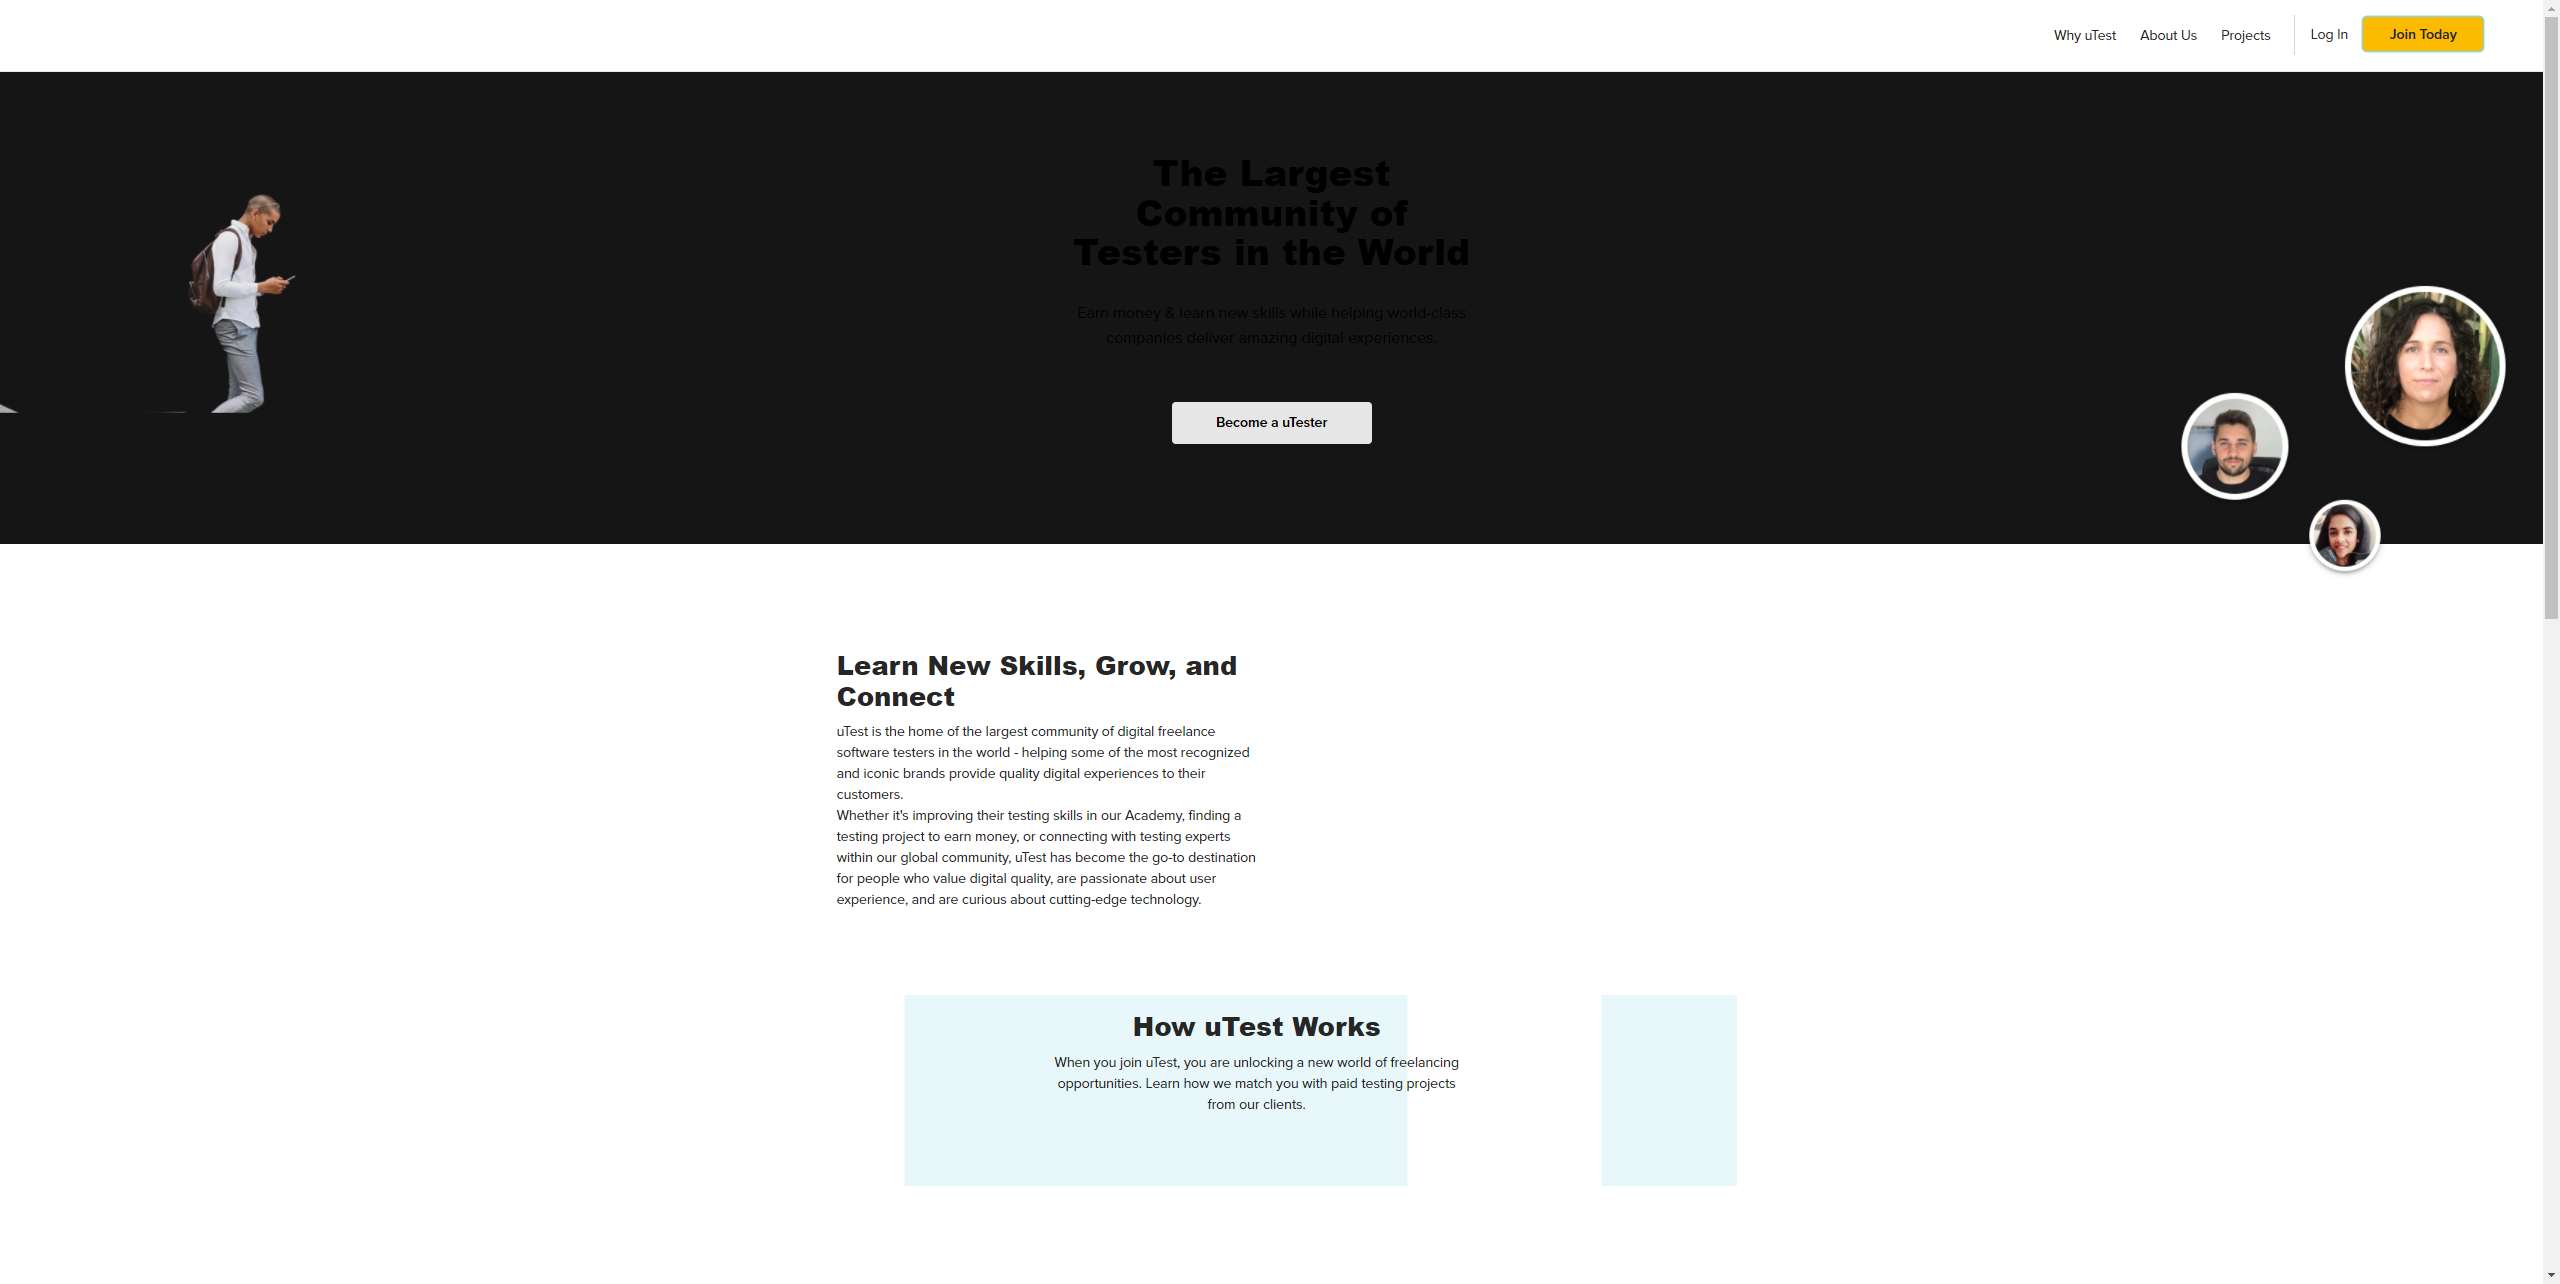 Why uTest About Us Projects Log In Join Today
The Largest
Community of
Testers in the World
Earn money & learn new skills while helping world-class
companies deliver amazing digital experiences.
Become a uTester
Learn New Skills, Grow, and
Connect
uTest is the home of the largest community of digital freelance
software testers in the world - helping some of the most recognized
and iconic brands provide quality digital experiences to their
customers.
Whether it's improving their testing skills in our Academy, finding a
testing project to earn money, or connecting with testing experts
within our global community, uTest has become the go-to destination
for people who value digital quality, are passionate about user
experience, and are curious about cutting-edge technology.
How uTest Works
When you join uTest, you are unlocking a new world of freelancing
opportunities. Learn how we match you with paid testing projects
from our clients.